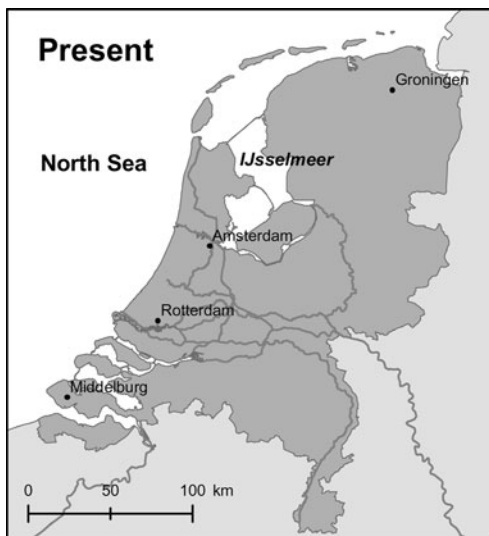 Present
Groningen
North Sea
IJsselmeer
Amsterdam
Rotterdam
Middelburg
0 50 100 km